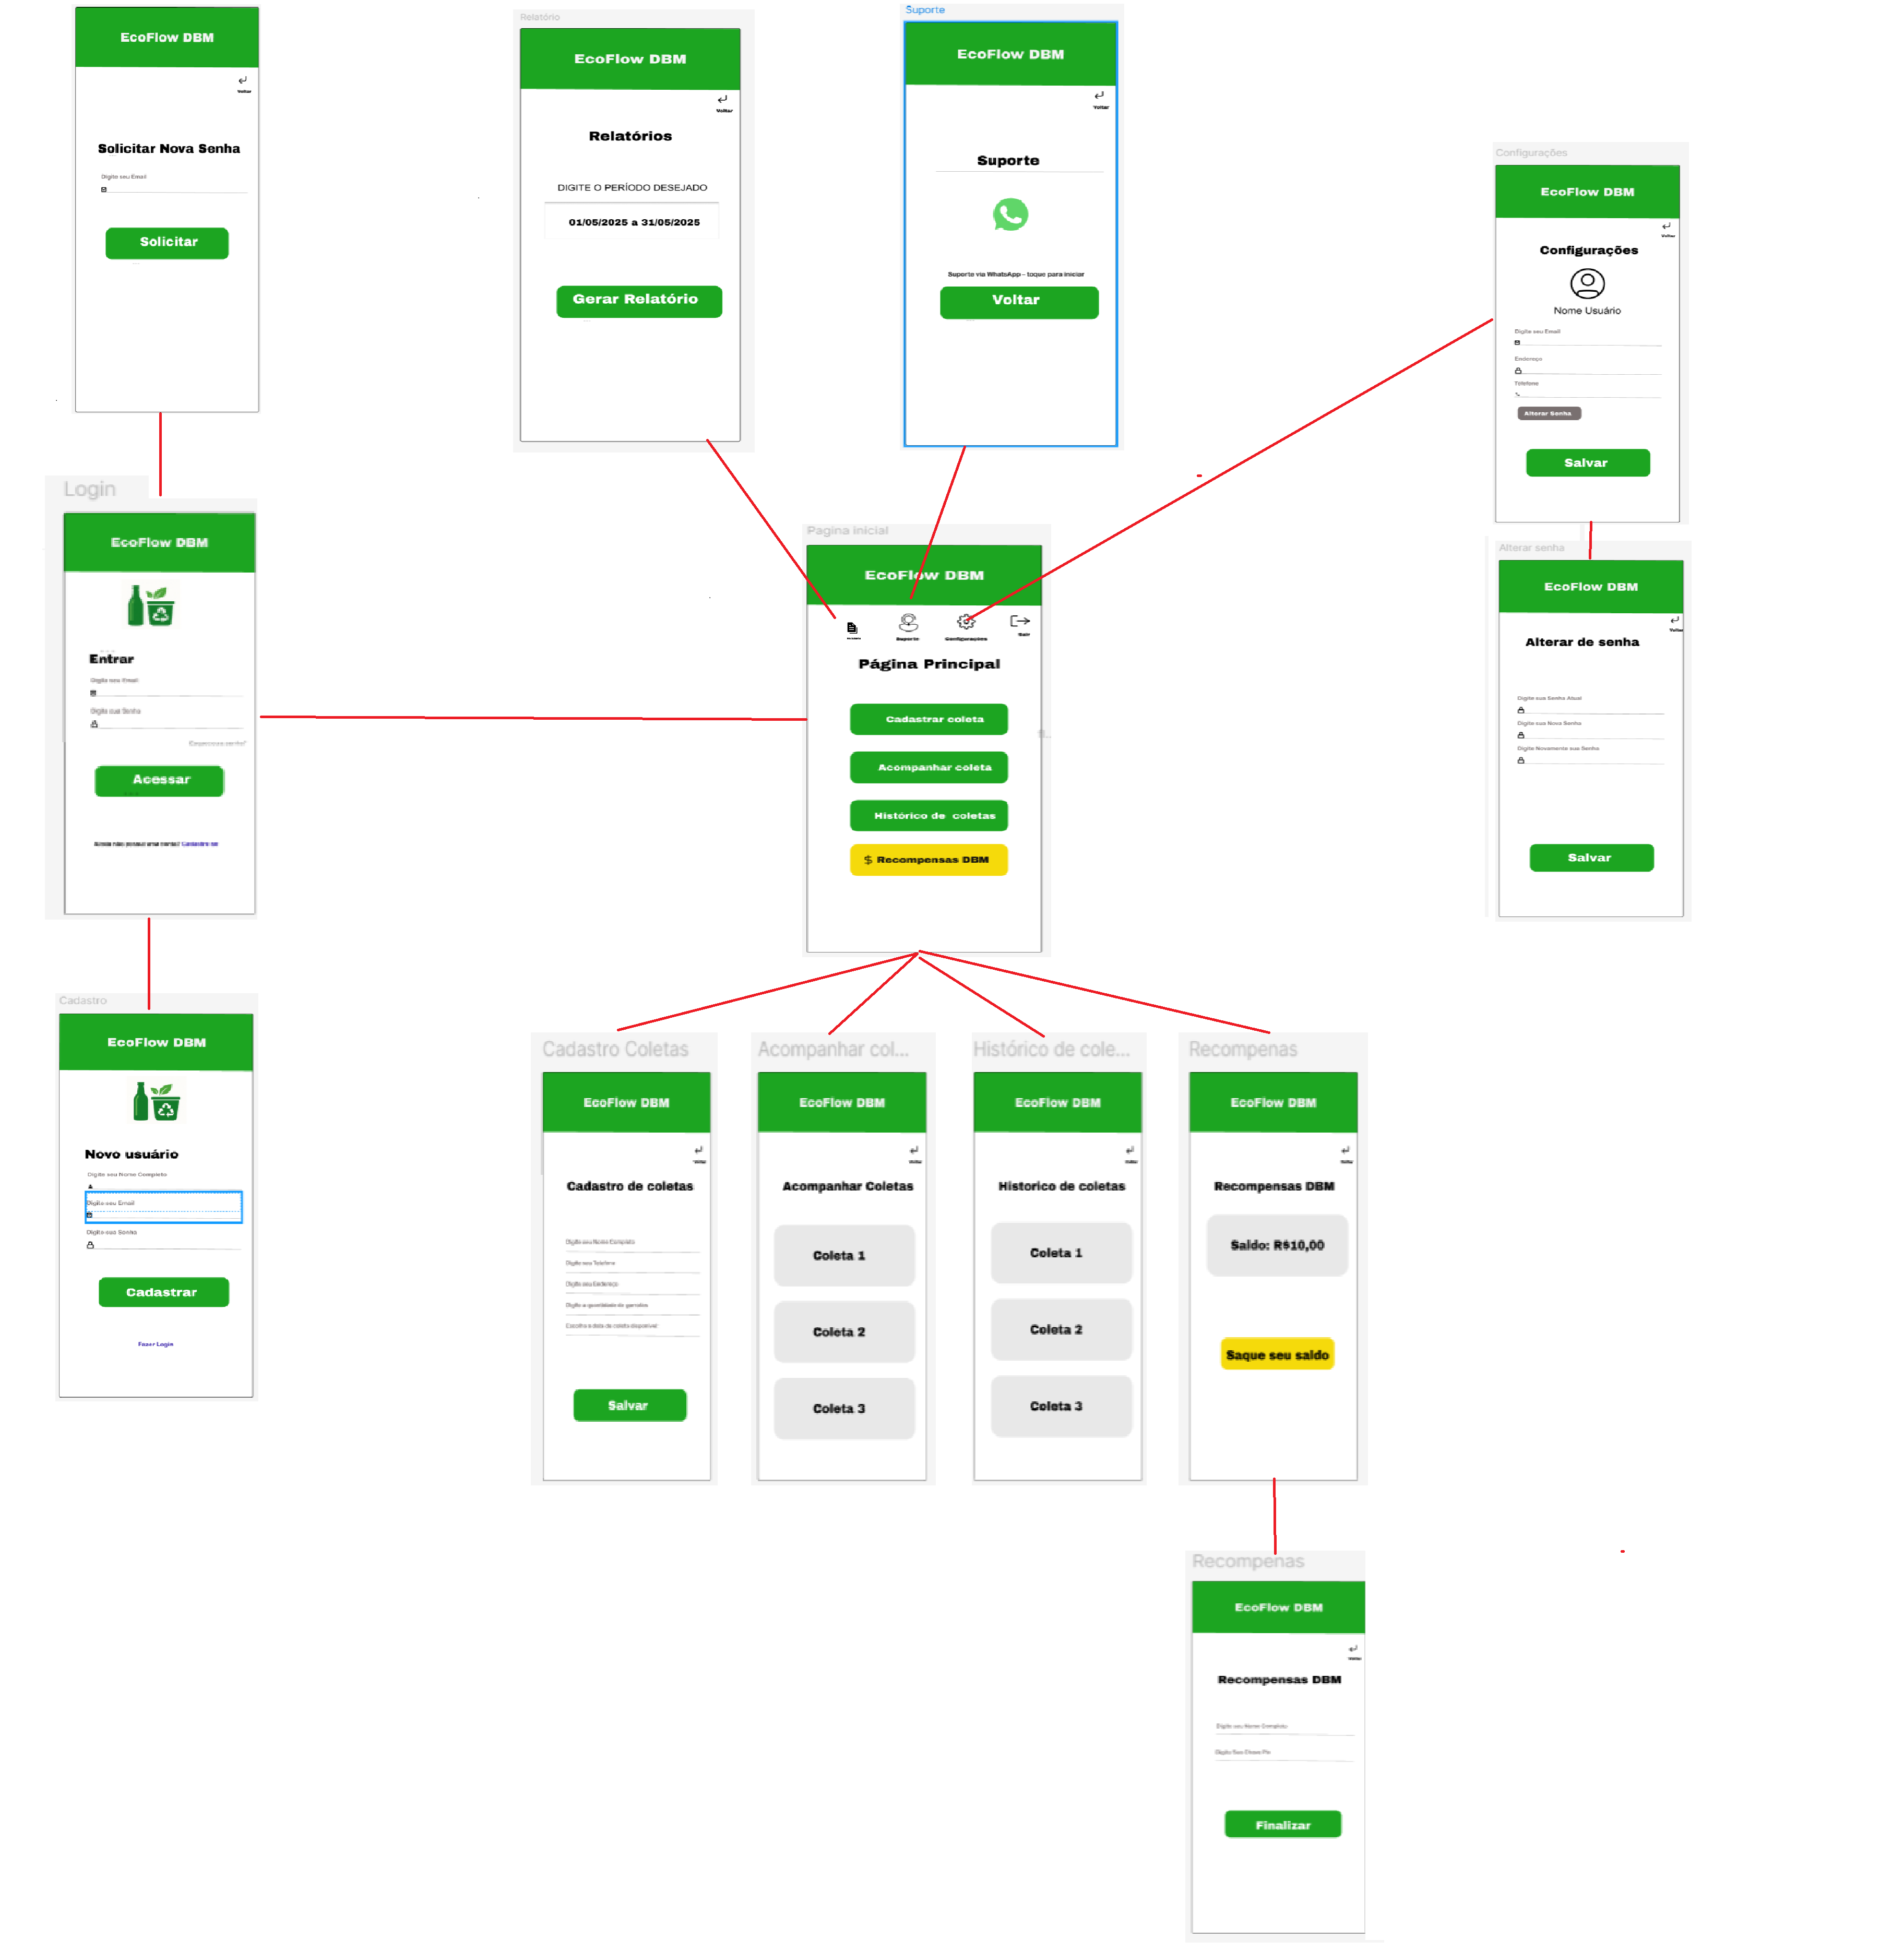 EcoFlow DBM
Voltar
Solicitar Nova Senha
Digite seu Email
Solicitar
Relatório
EcoFlow DBM
Voltar
Relatórios
DIGITE O PERÍODO DESEJADO
01/05/2025 a 31/05/2025
Gerar Relatório
Suporte
EcoFlow DBM
Voltar
Suporte
Suporte via WhatsApp - toque para iniciar
Voltar
Configurações
EcoFlow DBM
Voltar
Configurações
Nome Usuário
Digite seu Email
Endereço
Telefone
Alterar Senha
Salvar
Login
EcoFlow DBM
Entrar
Digite seu Email
Digite sua Senha
Esqueceu a senha?
Acessar
Ainda não possui uma conta? Cadastre-se
Pagina Inicial
EcoFlow DBM
Suporte
Configurações
Sair
Página Principal
Cadastrar coleta
Acompanhar coleta
Histórico de coletas
$ Recompensas DBM
Alterar senha
EcoFlow DBM
Voltar
Alterar de senha
Digite sua Senha Atual
Digite sua Nova Senha
Digite Novamente sua Senha
Salvar
Cadastro
EcoFlow DBM
Novo usuário
Digite seu Nome Completo
Digite seu Email
Digite sua Senha
Cadastrar
Fazer Login
Cadastro Coletas
EcoFlow DBM
Voltar
Cadastro de coletas
Digite seu Nome Completo
Digite seu Telefone
Digite seu Endereço
Digite a quantidade de garrafas
Escolha a data de coleta disponível
Salvar
Acompanhar col...
EcoFlow DBM
Voltar
Acompanhar Coletas
Coleta 1
Coleta 2
Coleta 3
Histórico de cole...
EcoFlow DBM
Voltar
Historico de coletas
Coleta 1
Coleta 2
Coleta 3
Recompenas
EcoFlow DBM
Voltar
Recompensas DBM
Saldo: R$10,00
Saque seu saldo
Recompenas
EcoFlow DBM
Voltar
Recompensas DBM
Digite seu Nome Completo
Digite Sua Chave Pix
Finalizar